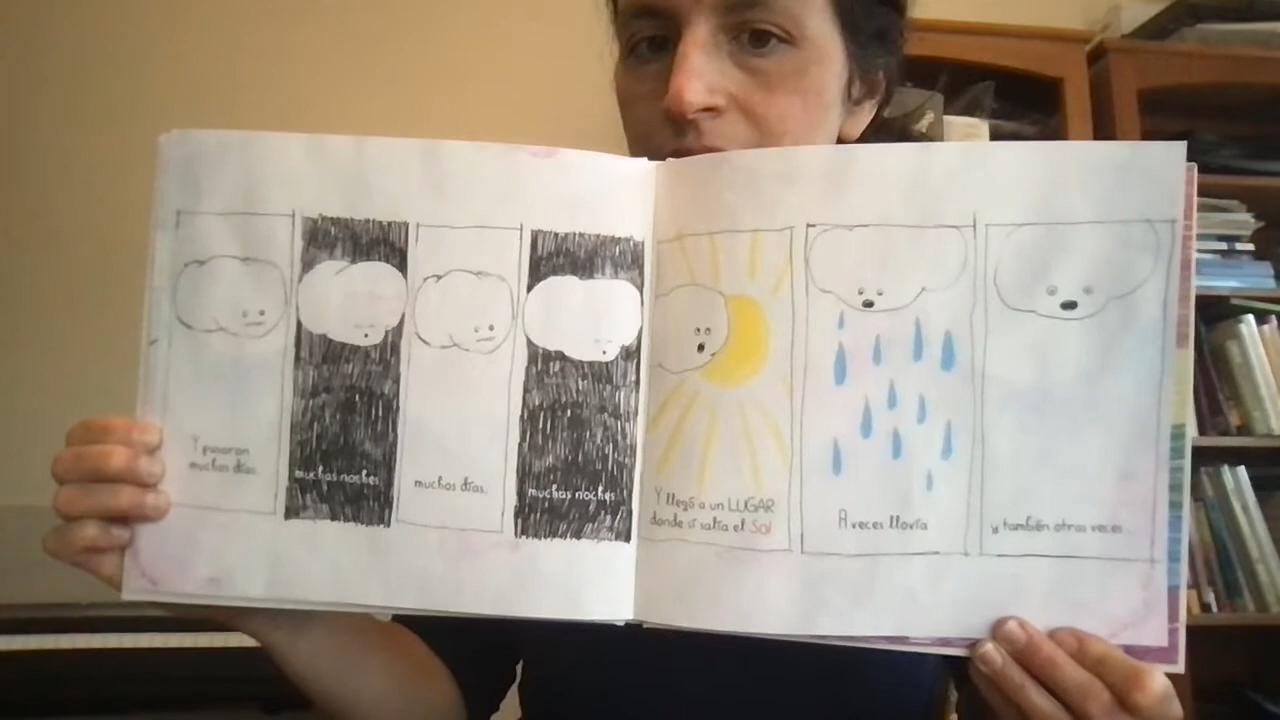 Y pasaron
muchos días.
muchas noches
muchos días.
muchas noches
Y llegó a un LUGAR
donde sí salía el Sol
A veces llovía
y también otras veces...